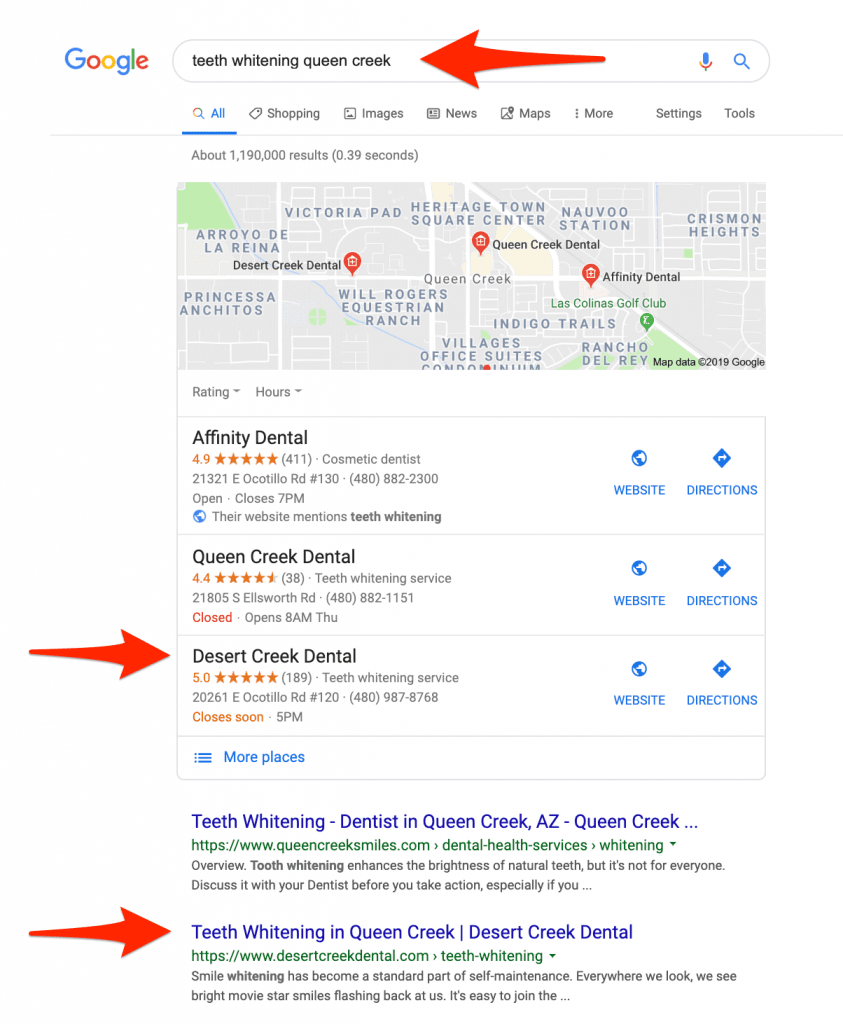 Google
teeth whitening queen creek
All Shopping Images News Maps More Settings Tools
About 1,190,000 results (0.39 seconds)
VICTORIA PAD
HERITAGE TOWN
SQUARE CENTER
NAUVOO
STATION
CRISMON
HEIGHTS
ARROYO DE
LA REINA
Queen Creek Dental
Desert Creek Dental
Affinity Dental
Queen Creek
PRINCESSA
ANCHITOS
WILL ROGERS
EQUESTRIAN
RANCH
Las Colinas Golf Club
INDIGO TRAILS
VILLAGES
OFFICE SUITES
CONDOMINIUM
RANCHO
DEL REY
Map data ©2019 Google
Rating Hours
Affinity Dental
4.9 (411) · Cosmetic dentist
21321 E Ocotillo Rd #130 · (480) 882-2300
Open · Closes 7PM
Their website mentions teeth whitening
WEBSITE DIRECTIONS
Queen Creek Dental
4.4 (38) · Teeth whitening service
21805 S Ellsworth Rd · (480) 882-1151
Closed · Opens 8AM Thu
WEBSITE DIRECTIONS
Desert Creek Dental
5.0 (189) · Teeth whitening service
20261 E Ocotillo Rd #120 · (480) 987-8768
Closes soon · 5PM
WEBSITE DIRECTIONS
More places
Teeth Whitening - Dentist in Queen Creek, AZ - Queen Creek ...
https://www.queencreeksmiles.com › dental-health-services › whitening
Overview. Tooth whitening enhances the brightness of natural teeth, but it's not for everyone.
Discuss it with your Dentist before you take action, especially if you ...
Teeth Whitening in Queen Creek | Desert Creek Dental
https://www.desertcreekdental.com › teeth-whitening
Smile whitening has become a standard part of self-maintenance. Everywhere we look, we see
bright movie star smiles flashing back at us. It's easy to join the ...